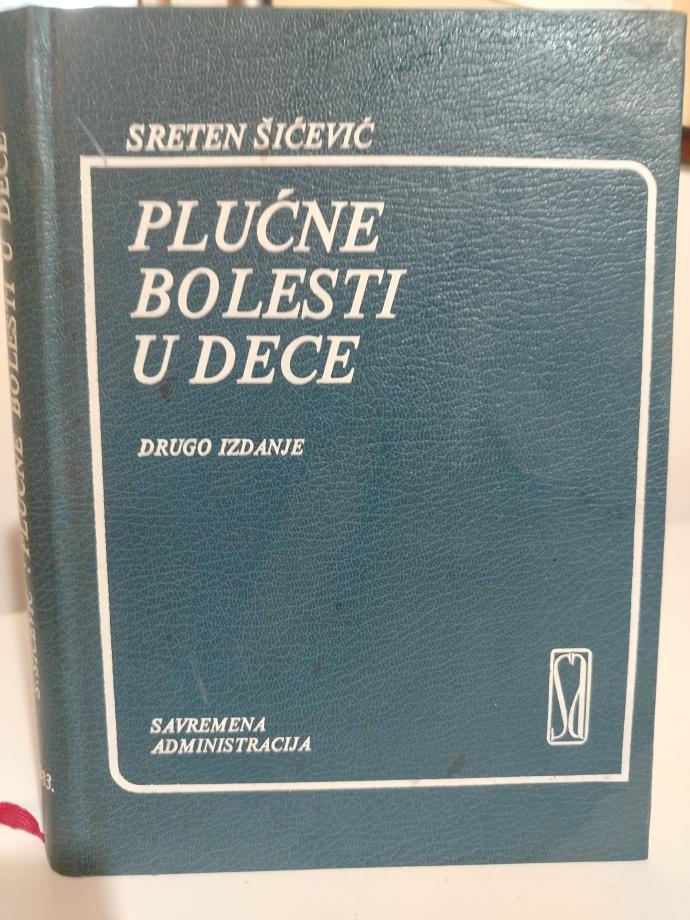 SRETEN ŠIĆEVIĆ
PLUĆNE
BOLESTI
U DECE
DRUGO IZDANJE
SAVREMENA
ADMINISTRACIJA
PLUĆNE BOLESTI U DECE